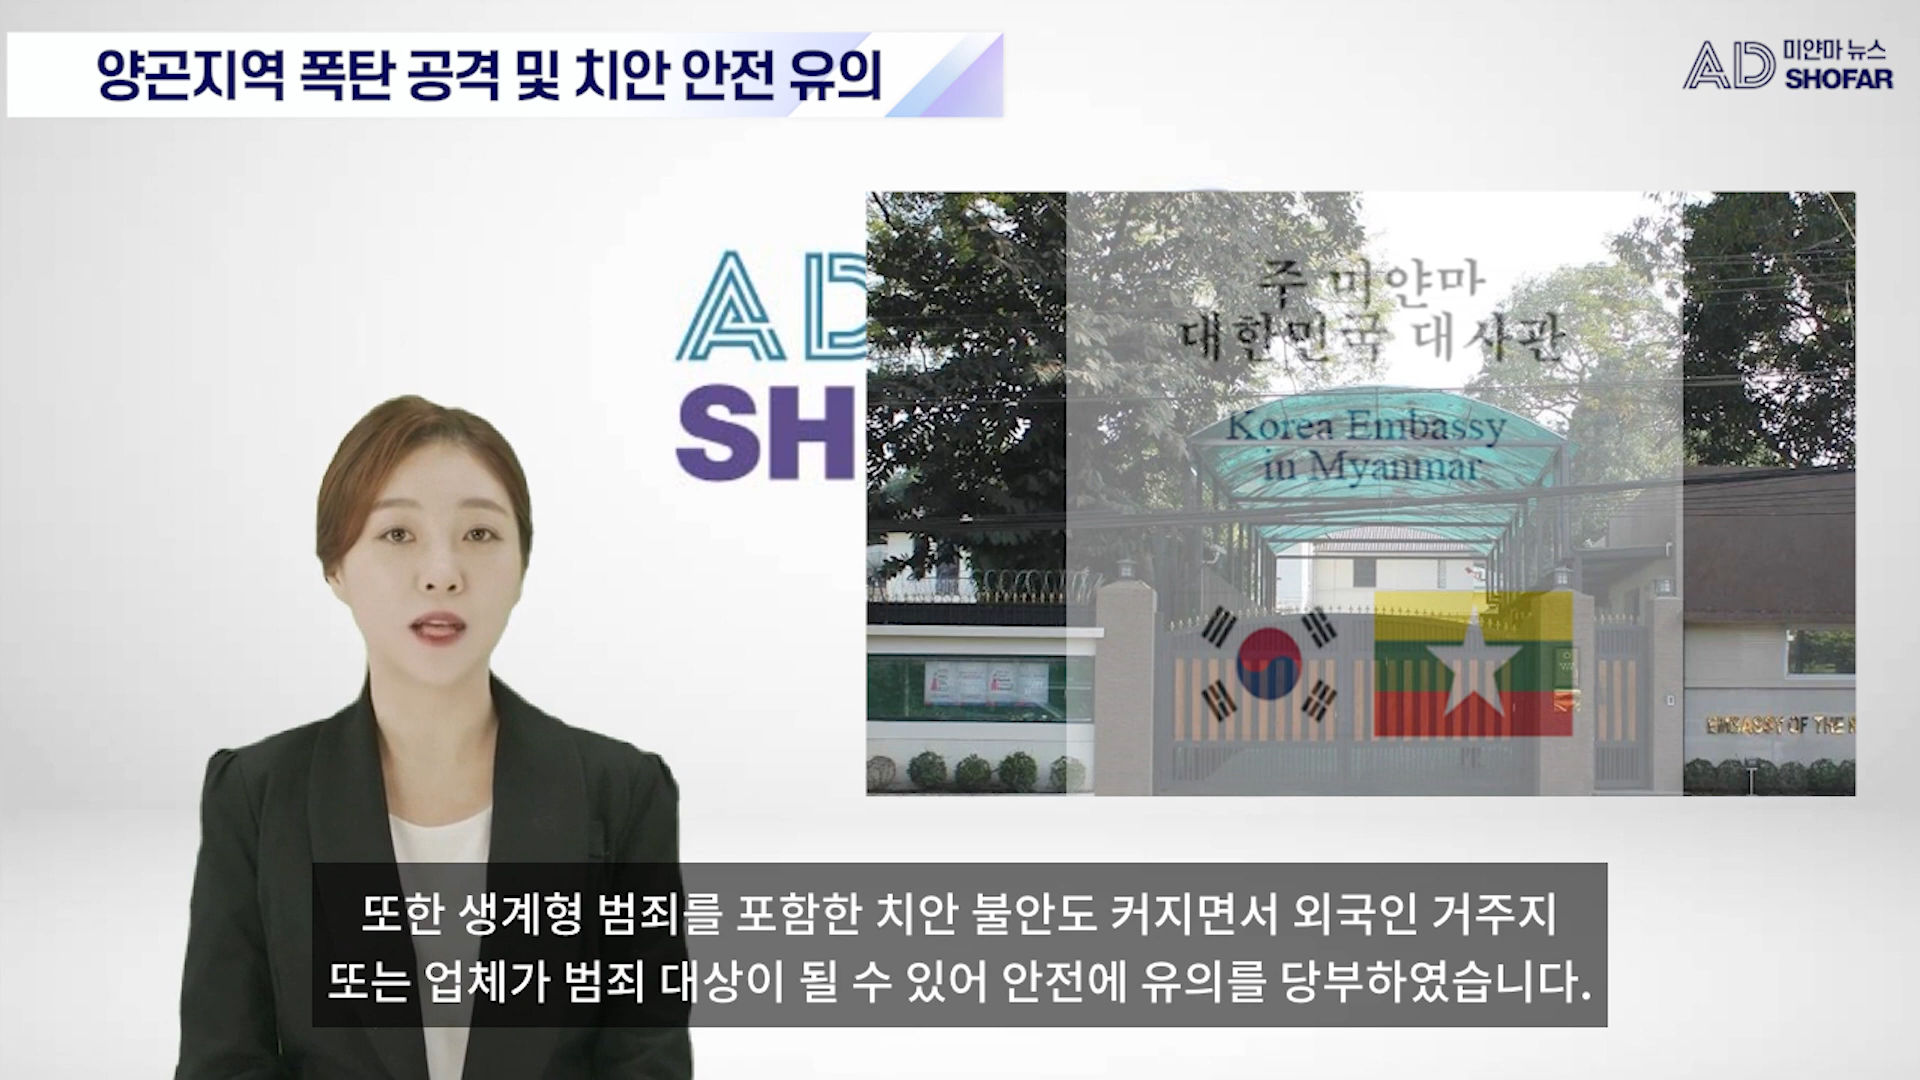 양곤지역 폭탄 공격 및 치안 안전 유의
AD 미얀마 뉴스
SHOFAR
AD
SH
주 미얀마
대한민국 대사관
Korea Embassy
in Myanmar
EMBASSY OF THE
또한 생계형 범죄를 포함한 치안 불안도 커지면서 외국인 거주지
또는 업체가 범죄 대상이 될 수 있어 안전에 유의를 당부하였습니다.